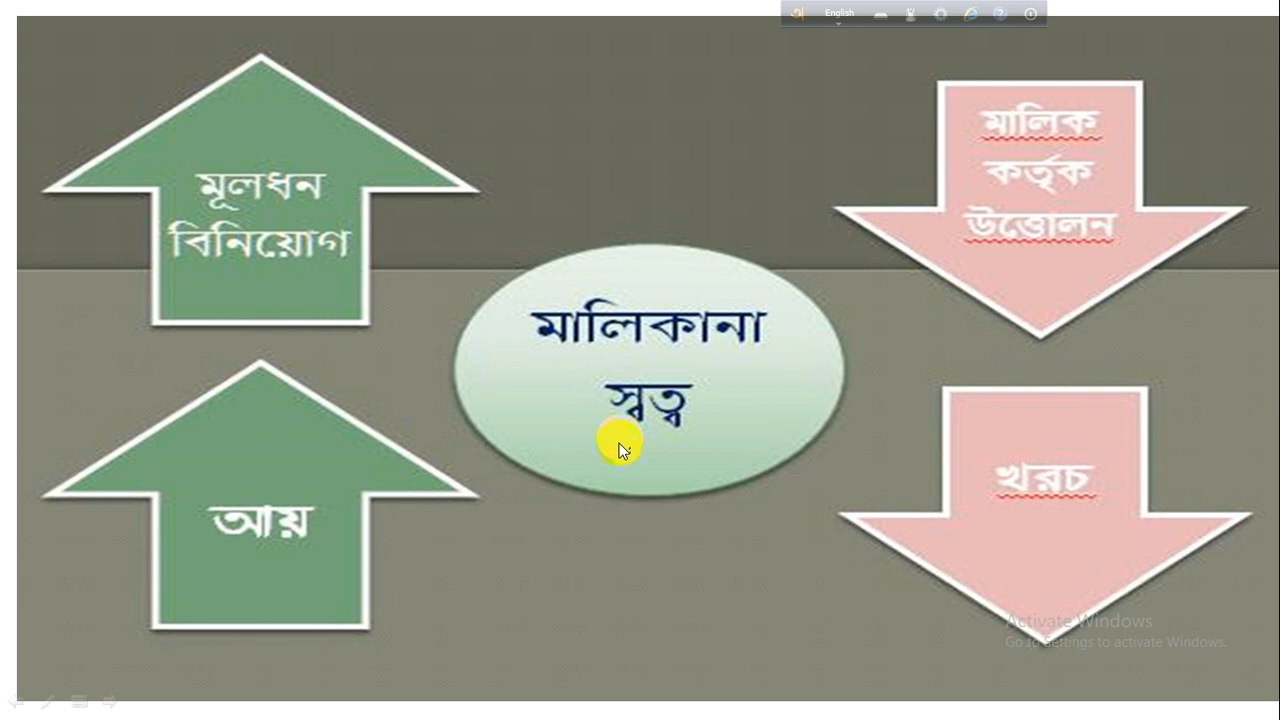 English
মূলধন
বিনিয়োগ
মালিক
কর্তৃক
উত্তোলন
মালিকানা
স্বত্ব
আয়
খরচ
Activate Windows
Go to Settings to activate Windows.